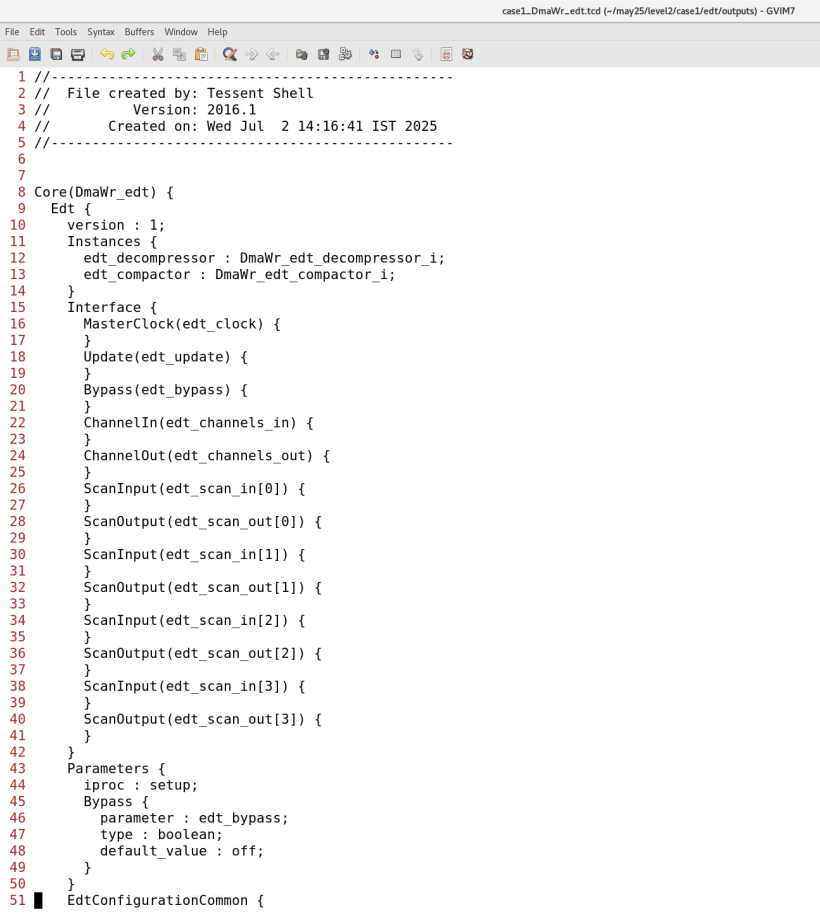 case1_DmaWr_edt.tcd (~/may25/level2/case1/edt/outputs) - GVIM7
File Edit Tools Syntax Buffers Window Help
1 //-------------------------------------------------
2 //  File created by: Tessent Shell
3 //          Version: 2016.1
4 //       Created on: Wed Jul  2 14:16:41 IST 2025
5 //-------------------------------------------------
6
7
8 Core(DmaWr_edt) {
9   Edt {
10     version : 1;
11     Instances {
12       edt_decompressor : DmaWr_edt_decompressor_i;
13       edt_compactor : DmaWr_edt_compactor_i;
14     }
15     Interface {
16       MasterClock(edt_clock) {
17       }
18       Update(edt_update) {
19       }
20       Bypass(edt_bypass) {
21       }
22       ChannelIn(edt_channels_in) {
23       }
24       ChannelOut(edt_channels_out) {
25       }
26       ScanInput(edt_scan_in[0]) {
27       }
28       ScanOutput(edt_scan_out[0]) {
29       }
30       ScanInput(edt_scan_in[1]) {
31       }
32       ScanOutput(edt_scan_out[1]) {
33       }
34       ScanInput(edt_scan_in[2]) {
35       }
36       ScanOutput(edt_scan_out[2]) {
37       }
38       ScanInput(edt_scan_in[3]) {
39       }
40       ScanOutput(edt_scan_out[3]) {
41       }
42     }
43     Parameters {
44       iproc : setup;
45       Bypass {
46         parameter : edt_bypass;
47         type : boolean;
48         default_value : off;
49       }
50     }
51     EdtConfigurationCommon {